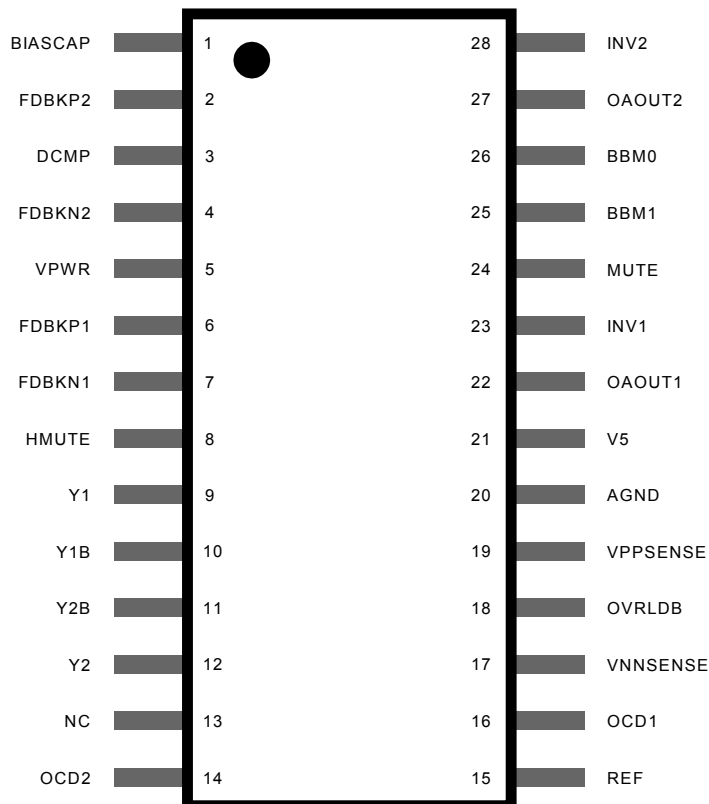 BIASCAP 1 28 INV2
FDBKP2 2 27 OAOUT2
DCMP 3 26 BBM0
FDBKN2 4 25 BBM1
VPWR 5 24 MUTE
FDBKP1 6 23 INV1
FDBKN1 7 22 OAOUT1
HMUTE 8 21 V5
Y1 9 20 AGND
Y1B 10 19 VPPSENSE
Y2B 11 18 OVRLDB
Y2 12 17 VNNSENSE
NC 13 16 OCD1
OCD2 14 15 REF